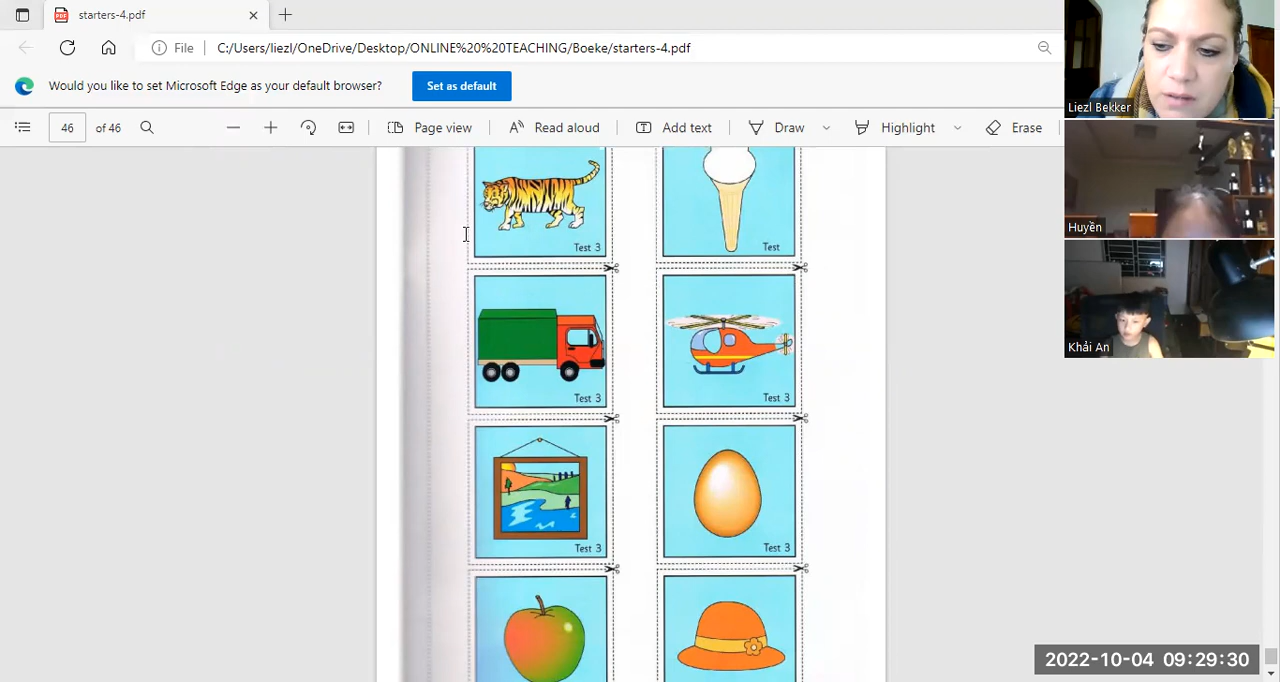 starters-4.pdf
File C:/Users/liezl/OneDrive/Desktop/ONLINE%20%20TEACHING/Boeke/starters-4.pdf
Would you like to set Microsoft Edge as your default browser? Set as default
46 of 46 Page view Read aloud Add text Draw Highlight Erase
Liezl Bekker
Huyền
Khải An
Test 3 Test
Test 3 Test 3
Test 3 Test 3
2022-10-04 09:29:30